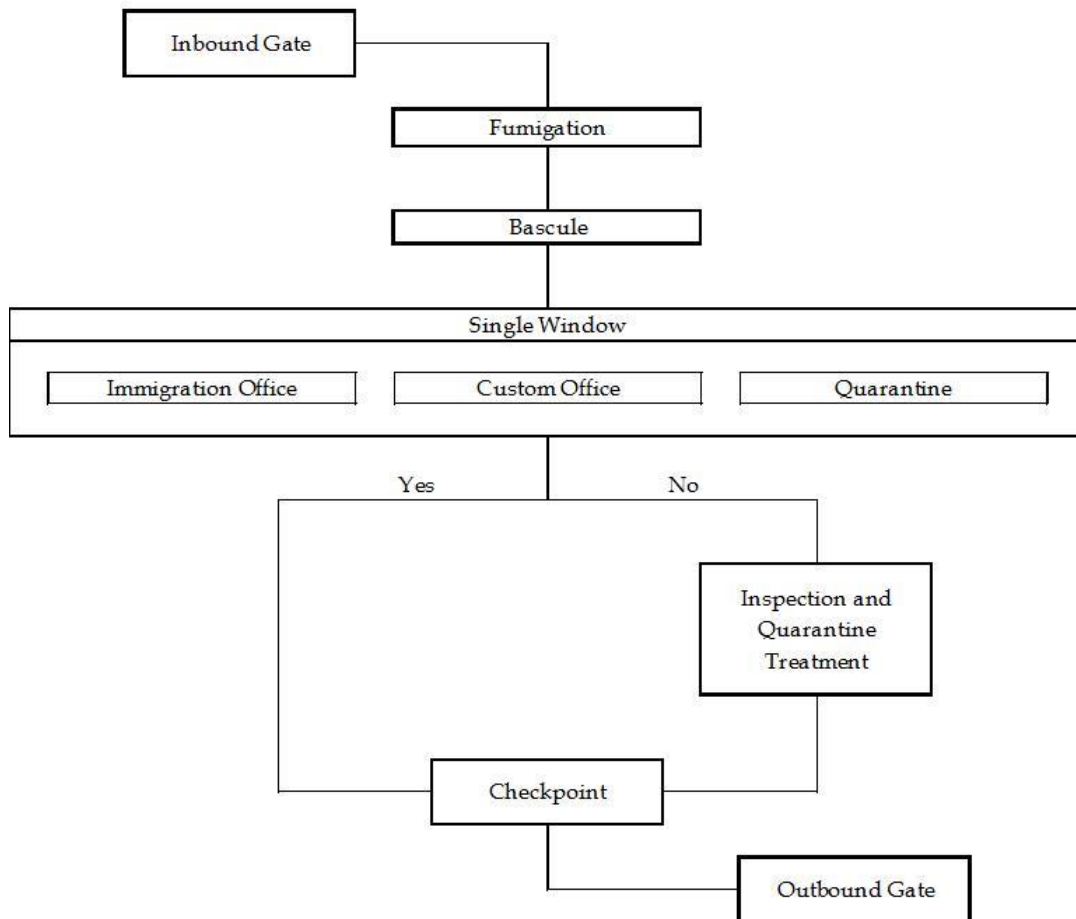 Inbound Gate
Fumigation
Bascule
Single Window
Immigration Office
Custom Office
Quarantine
Yes
No
Inspection and
Quarantine
Treatment
Checkpoint
Outbound Gate